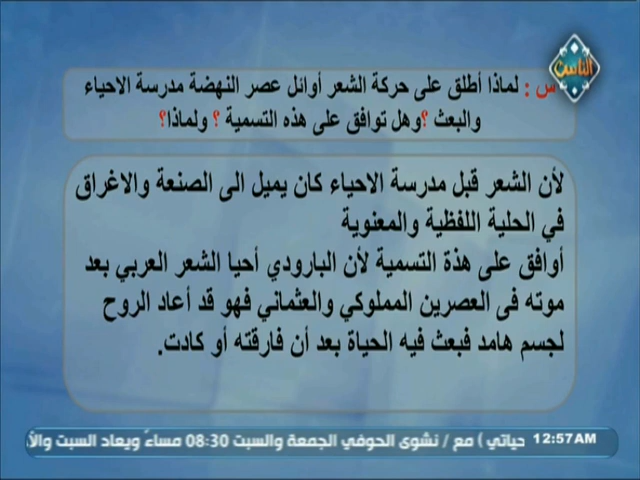 الناس
س : لماذا أطلق على حركة الشعر أوائل عصر النهضة مدرسة الاحياء
والبعث ؟وهل توافق على هذه التسمية ؟ ولماذا؟
لأن الشعر قبل مدرسة الاحياء كان يميل الى الصنعة والاغراق
في الحلية اللفظية والمعنوية
أوافق على هذة التسمية لأن البارودي أحيا الشعر العربي بعد
موته فى العصرين المملوكي والعثماني فهو قد أعاد الروح
لجسم هامد فبعث فيه الحياة بعد أن فارقته أو كادت.
12:57AM حياتي ) مع / نشوى الحوفي الجمعة والسبت 08:30 مساءً ويعاد السبت والأ